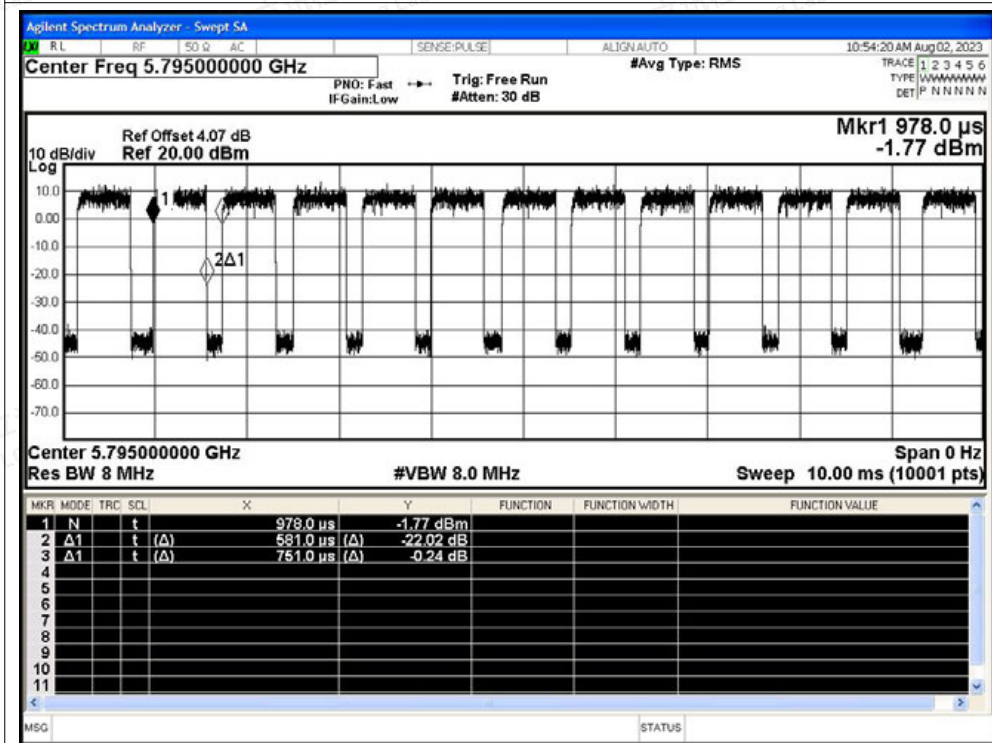 Agilent Spectrum Analyzer - Swept SA
RL RF 50 Ω AC SENSE:PULSE ALIGN AUTO 10:54:20 AM Aug 02, 2023
Center Freq 5.795000000 GHz #Avg Type: RMS TRACE 1 2 3 4 5 6
PNO: Fast Trig: Free Run TYPE WWWWWW
IFGain:Low #Atten: 30 dB DET P N N N N N
Mkr1 978.0 µs
Ref Offset 4.07 dB
10 dB/div Ref 20.00 dBm -1.77 dBm
Log
10.0
1
0.00
-10.0
2Δ1
-20.0
-30.0
-40.0
-50.0
-60.0
-70.0
Center 5.795000000 GHz Span 0 Hz
Res BW 8 MHz #VBW 8.0 MHz Sweep 10.00 ms (10001 pts)
MKR MODE TRC SCL X Y FUNCTION FUNCTION WIDTH FUNCTION VALUE
1 N t 978.0 µs -1.77 dBm
2 Δ1 t (Δ) 581.0 µs (Δ) -22.02 dB
3 Δ1 t (Δ) 751.0 µs (Δ) -0.24 dB
4
5
6
7
8
9
10
11
MSG STATUS